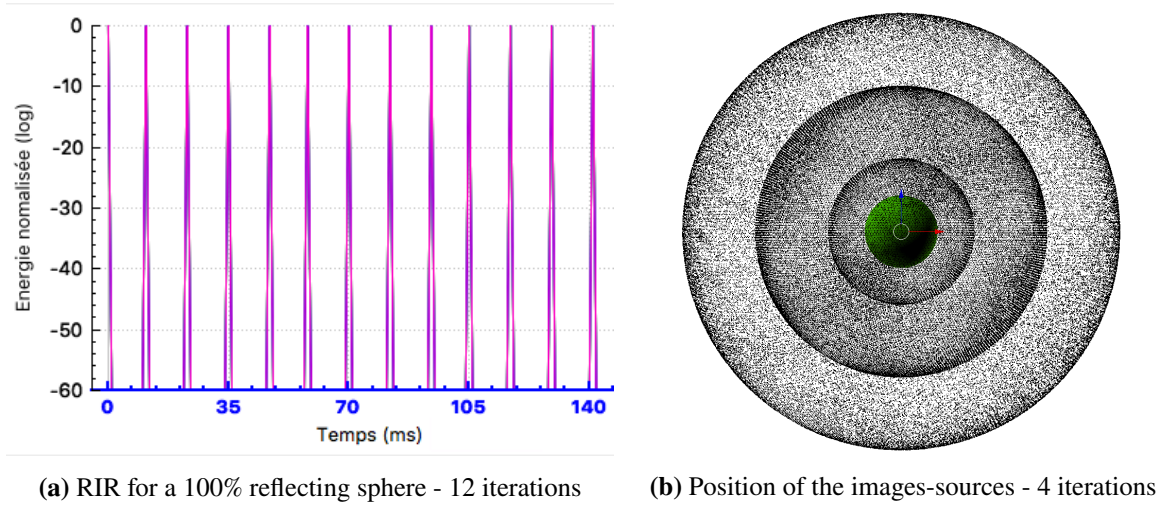 Energie nomalisée (log)
0
-10
-20
-30
-40
-50
-60
0 35 70 105 140
Temps (ms)
(a) RIR for a 100% reflecting sphere - 12 iterations
(b) Position of the images-sources - 4 iterations